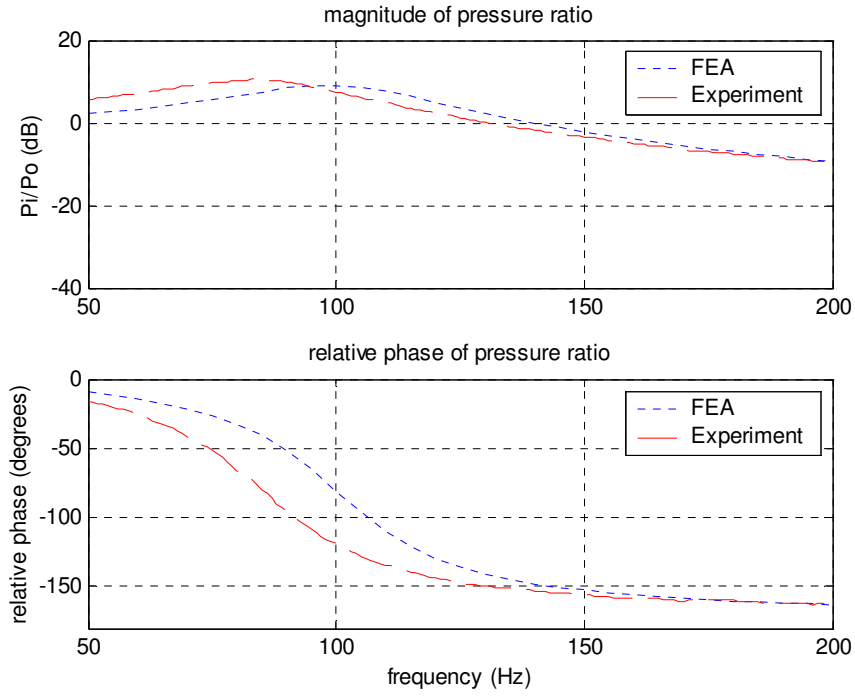 magnitude of pressure ratio
20
0
-20
-40
Pi/Po (dB)
FEA
Experiment
50
100
150
200
relative phase of pressure ratio
0
-50
-100
-150
relative phase (degrees)
FEA
Experiment
50
100
150
200
frequency (Hz)